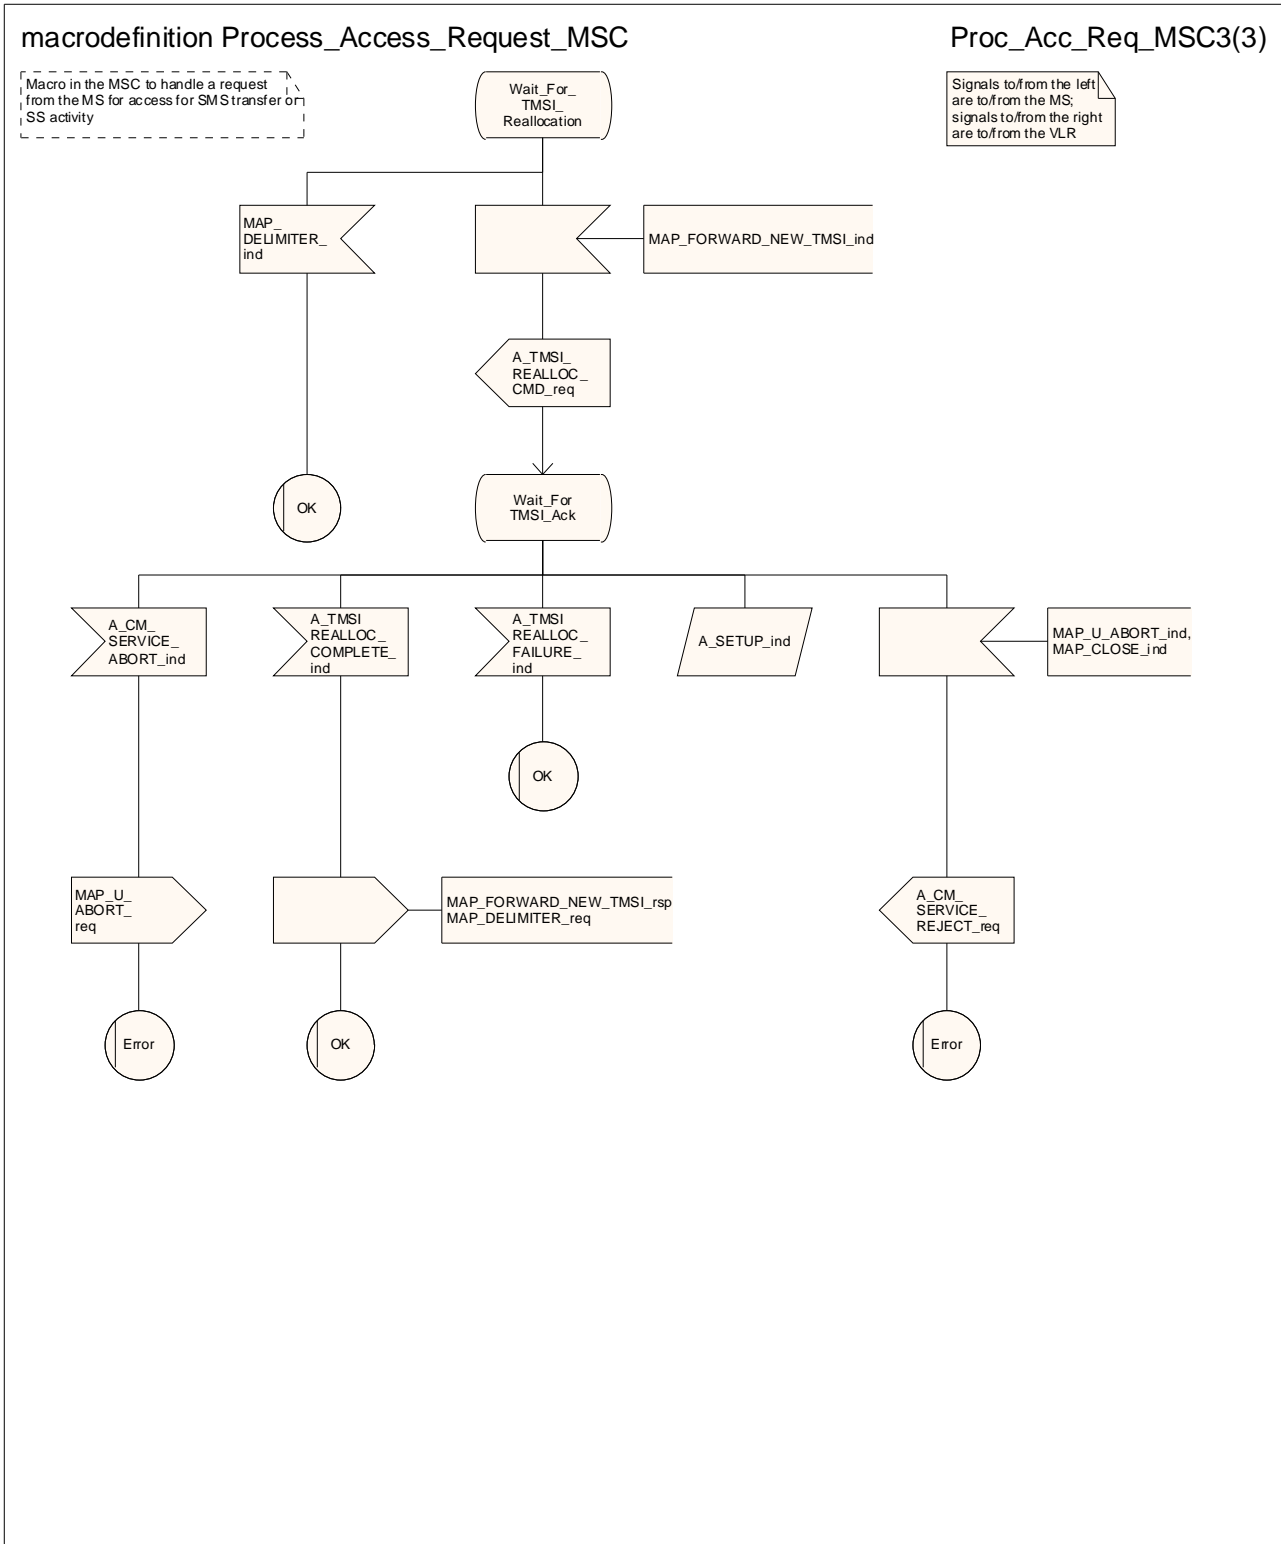 macrodefinition Process_Access_Request_MSC
Proc_Acc_Req_MSC3(3)
Macro in the MSC to handle a request
from the MS for access for SMS transfer or
SS activity
Wait_For_
TMSI_
Reallocation
Signals to/from the left
are to/from the MS;
signals to/from the right
are to/from the VLR
MAP_
DELIMITER_
ind
MAP_FORWARD_NEW_TMSI_ind
A_TMSI_
REALLOC_
CMD_req
OK
Wait_For
TMSI_Ack
A_CM_
SERVICE_
ABORT_ind
A_TMSI
REALLOC_
COMPLETE_
ind
A_TMSI
REALLOC_
FAILURE_
ind
A_SETUP_ind
MAP_U_ABORT_ind,
MAP_CLOSE_ind
OK
MAP_U_
ABORT_
req
MAP_FORWARD_NEW_TMSI_rsp
MAP_DELIMITER_req
A_CM_
SERVICE_
REJECT_req
Error
OK
Error